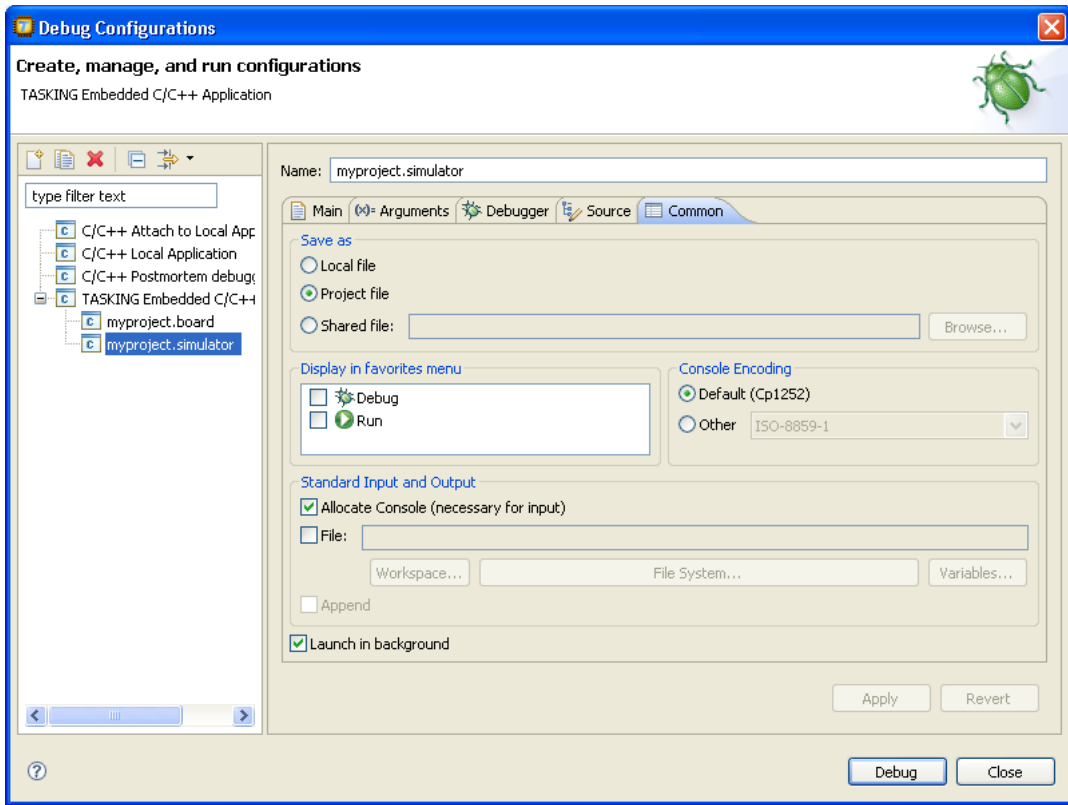 Debug Configurations
Create, manage, and run configurations
TASKING Embedded C/C++ Application
type filter text
C/C++ Attach to Local App
C/C++ Local Application
C/C++ Postmortem debugg
TASKING Embedded C/C++
myproject.board
myproject.simulator
Name: myproject.simulator
Main (x)= Arguments Debugger Source Common
Save as
Local file
Project file
Shared file: Browse...
Display in favorites menu
Debug
Run
Console Encoding
Default (Cp1252)
Other ISO-8859-1
Standard Input and Output
Allocate Console (necessary for input)
File:
Workspace... File System... Variables...
Append
Launch in background
Apply Revert
Debug Close